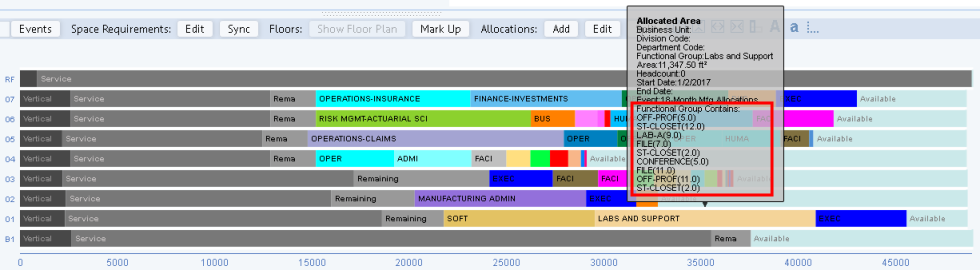 Events Space Requirements: Edit Sync Floors: Show Floor Plan Mark Up Allocations: Add Edit A a
Allocated Area
Business Unit:
Division Code:
Department Code:
Functional Group:Labs and Support
Area:11,347.50 ft²
Headcount:0
Start Date:1/2/2017
End Date:
Event:18-Month Mfg Allocations
Functional Group Contains:
OFF-PROF(5.0)
ST-CLOSET(12.0)
LAB-A(9.0)
FILE(7.0)
ST-CLOSET(2.0)
CONFERENCE(5.0)
FILE(11.0)
OFF-PROF(11.0)
ST-CLOSET(2.0)
RF Service
07 Vertical Service Rema OPERATIONS-INSURANCE FINANCE-INVESTMENTS EXEC Available
06 Vertical Service Rema RISK MGMT-ACTUARIAL SCI BUS HU FAC Available
05 Vertical Service Rema OPERATIONS-CLAIMS OPER OPER HUMA FACI Available
04 Vertical Service Rema OPER ADMI FACI Available
03 Vertical Service Remaining EXEC FACI FACI Available
02 Vertical Service Remaining MANUFACTURING ADMIN EXEC Available
01 Vertical Service Remaining SOFT LABS AND SUPPORT EXEC Available
B1 Vertical Service Rema Available
0 5000 10000 15000 20000 25000 30000 35000 40000 45000